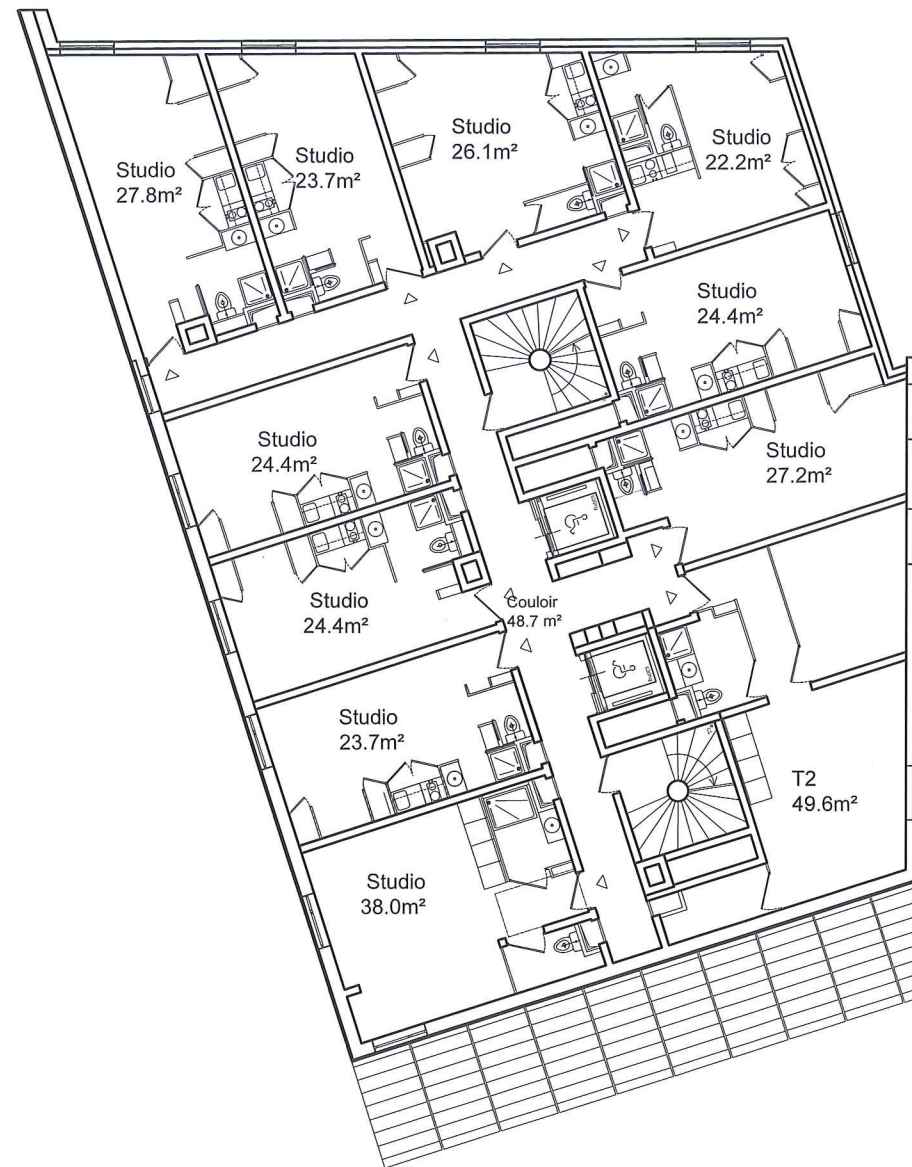 Studio
27.8m²
Studio
23.7m²
Studio
26.1m²
Studio
22.2m²
Studio
24.4m²
Studio
27.2m²
Studio
24.4m²
Studio
24.4m²
Couloir
48.7 m²
Studio
23.7m²
T2
49.6m²
Studio
38.0m²